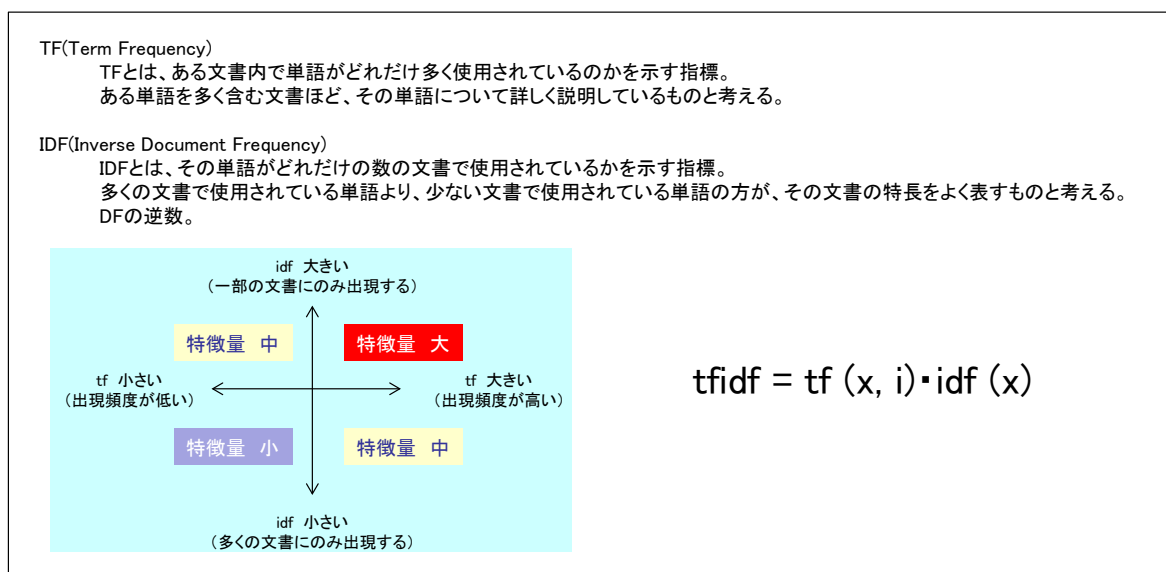 TF(Term Frequency)
TFとは、ある文書内で単語がどれだけ多く使用されているのかを示す指標。
ある単語を多く含む文書ほど、その単語について詳しく説明しているものと考える。
IDF(Inverse Document Frequency)
IDFとは、その単語がどれだけの数の文書で使用されているかを示す指標。
多くの文書で使用されている単語より、少ない文書で使用されている単語の方が、その文書の特長をよく表すものと考える。
DFの逆数。
idf 大きい
（一部の文書にのみ出現する）
特徴量 中
特徴量 大
tf 小さい
（出現頻度が低い）
tf 大きい
（出現頻度が高い）
特徴量 小
特徴量 中
idf 小さい
（多くの文書にのみ出現する）
tfidf = tf (x, i)・idf (x)